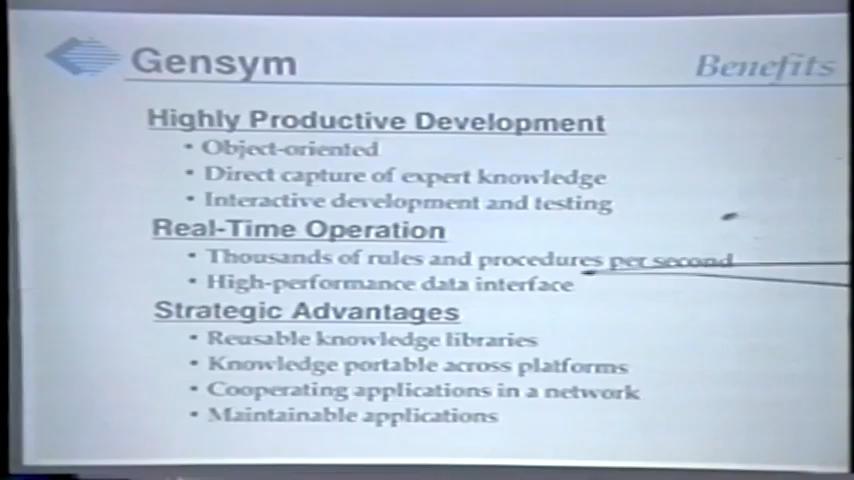 Gensym
Benefits
Highly Productive Development
• Object-oriented
• Direct capture of expert knowledge
• Interactive development and testing
Real-Time Operation
• Thousands of rules and procedures per second
• High-performance data interface
Strategic Advantages
• Reusable knowledge libraries
• Knowledge portable across platforms
• Cooperating applications in a network
• Maintainable applications